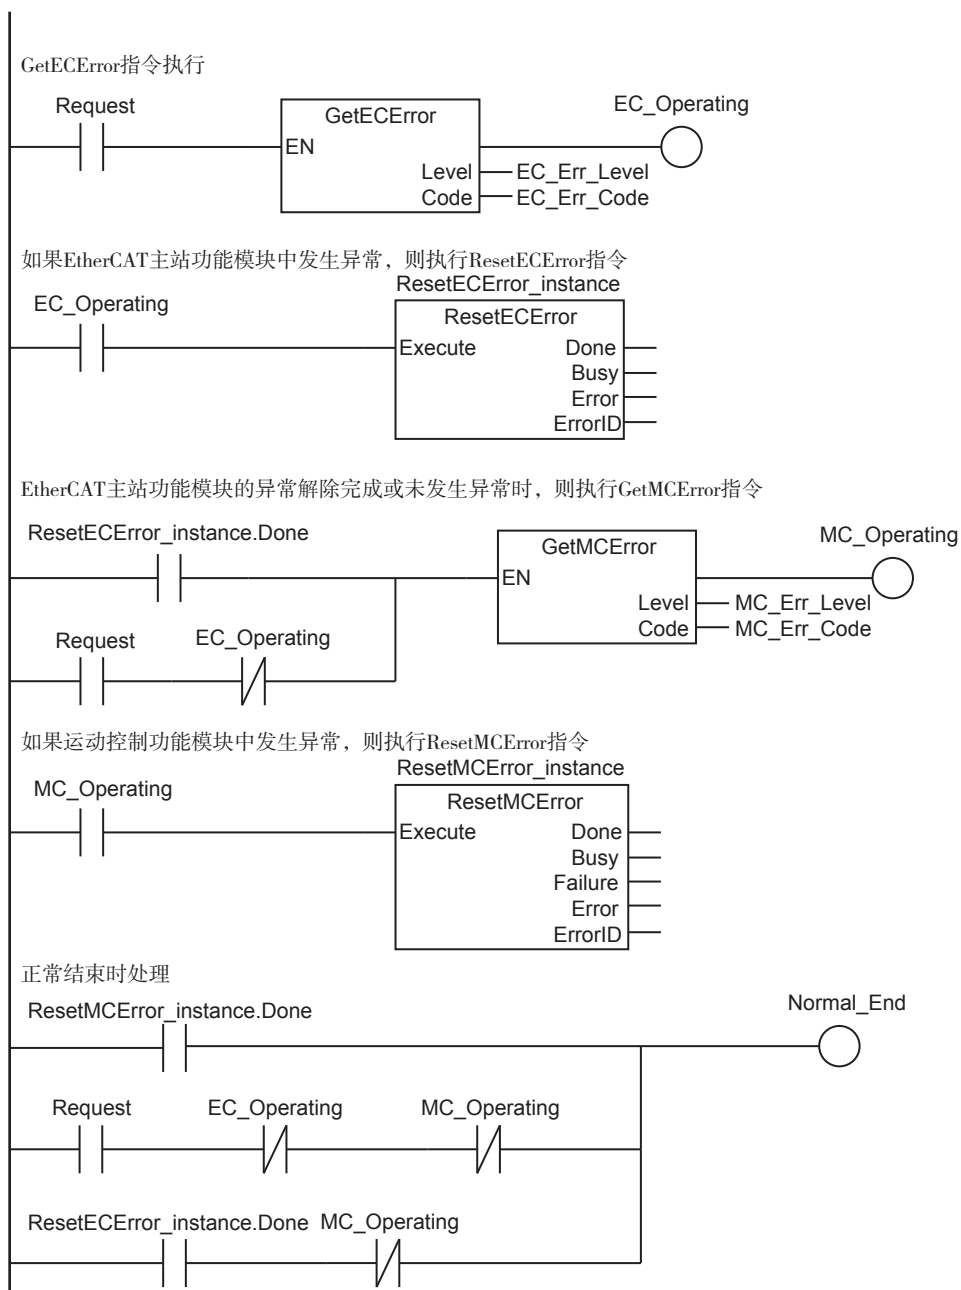 GetECError指令执行
Request
EC_Operating
GetECError
EN
Level
EC_Err_Level
Code
EC_Err_Code
如果EtherCAT主站功能模块中发生异常，则执行ResetECError指令
ResetECError_instance
EC_Operating
ResetECError
Execute
Done
Busy
Error
ErrorID
EtherCAT主站功能模块的异常解除完成或未发生异常时，则执行GetMCError指令
ResetECError_instance.Done
MC_Operating
GetMCError
EN
Level
MC_Err_Level
Code
MC_Err_Code
Request
EC_Operating
如果运动控制功能模块中发生异常，则执行ResetMCError指令
ResetMCError_instance
MC_Operating
ResetMCError
Execute
Done
Busy
Failure
Error
ErrorID
正常结束时处理
ResetMCError_instance.Done
Normal_End
Request
EC_Operating
MC_Operating
ResetECError_instance.Done
MC_Operating